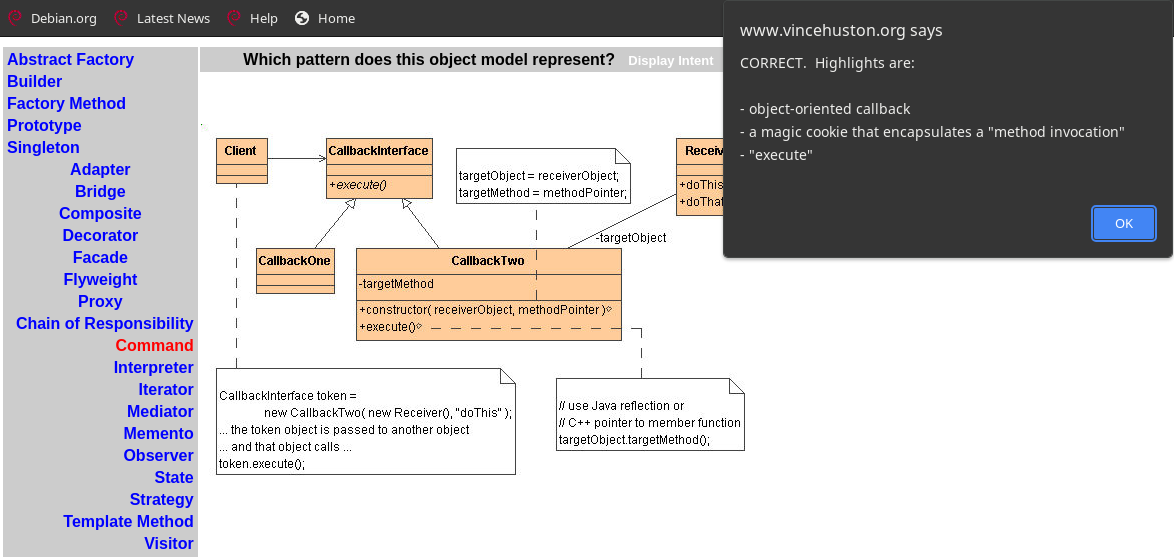 Debian.org Latest News Help Home
www.vincehuston.org says
CORRECT. Highlights are:
- object-oriented callback
- a magic cookie that encapsulates a "method invocation"
- "execute"
OK
Abstract Factory
Builder
Factory Method
Prototype
Singleton
Adapter
Bridge
Composite
Decorator
Facade
Flyweight
Proxy
Chain of Responsibility
Command
Interpreter
Iterator
Mediator
Memento
Observer
State
Strategy
Template Method
Visitor
Which pattern does this object model represent? Display Intent
Client
CallbackInterface
+execute()
targetObject = receiverObject;
targetMethod = methodPointer;
Receiv
+doThis
+doThat
-targetObject
CallbackOne
CallbackTwo
-targetMethod
+constructor( receiverObject, methodPointer )
+execute()
CallbackInterface token =
new CallbackTwo( new Receiver(), "doThis" );
... the token object is passed to another object
... and that object calls ...
token.execute();
// use Java reflection or
// C++ pointer to member function
targetObject.targetMethod();